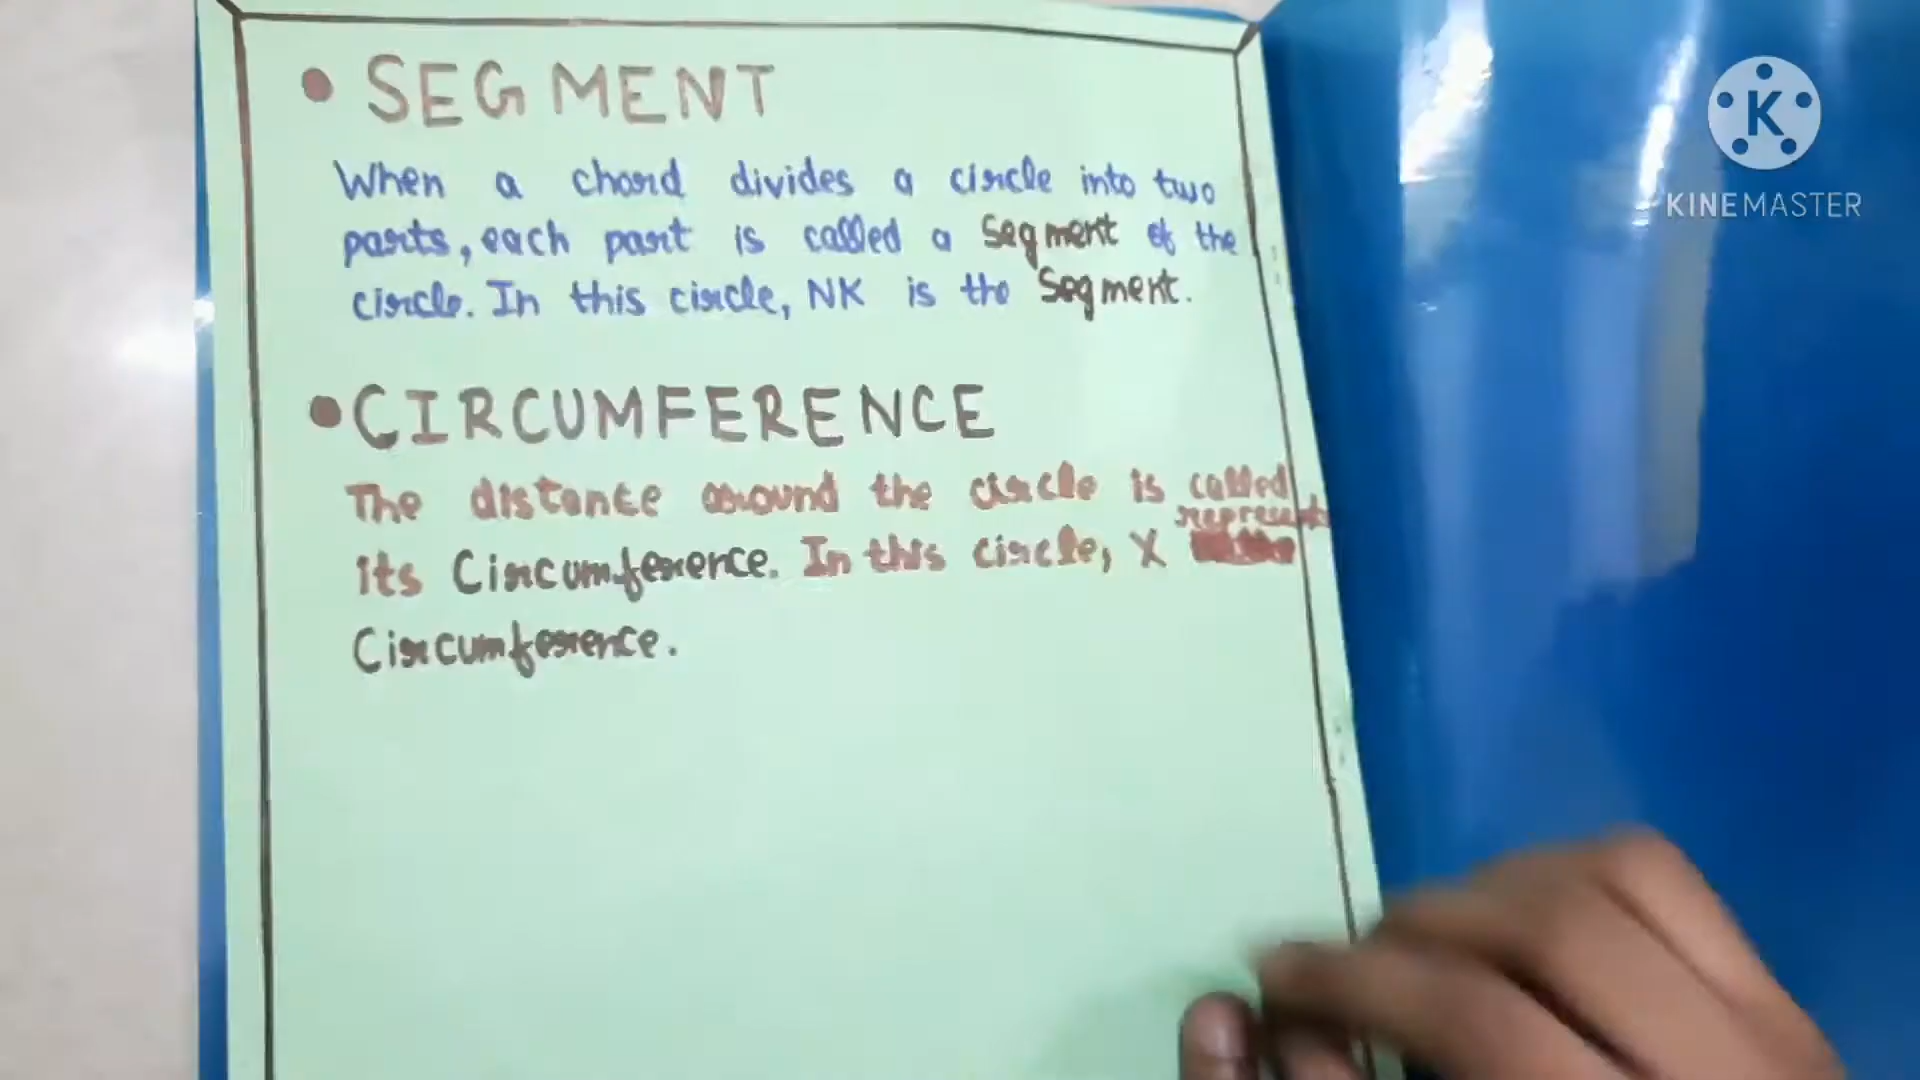 • SEGMENT
When a chord divides a circle into two
parts, each part is called a Segment of the
circle. In this circle, NK is the Segment.
• CIRCUMFERENCE
The distance around the circle is called
its Circumference. In this circle, X represents
Circumference.
K
KINEMASTER